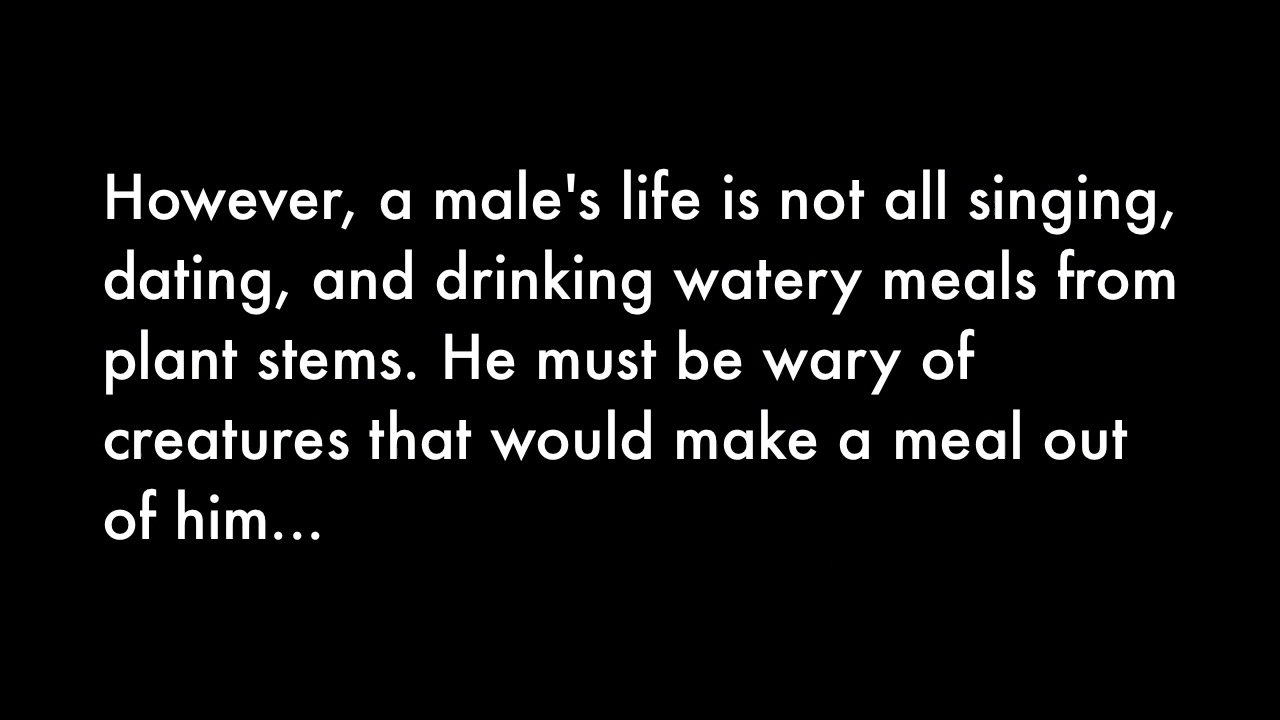 However, a male's life is not all singing,
dating, and drinking watery meals from
plant stems. He must be wary of
creatures that would make a meal out
of him...